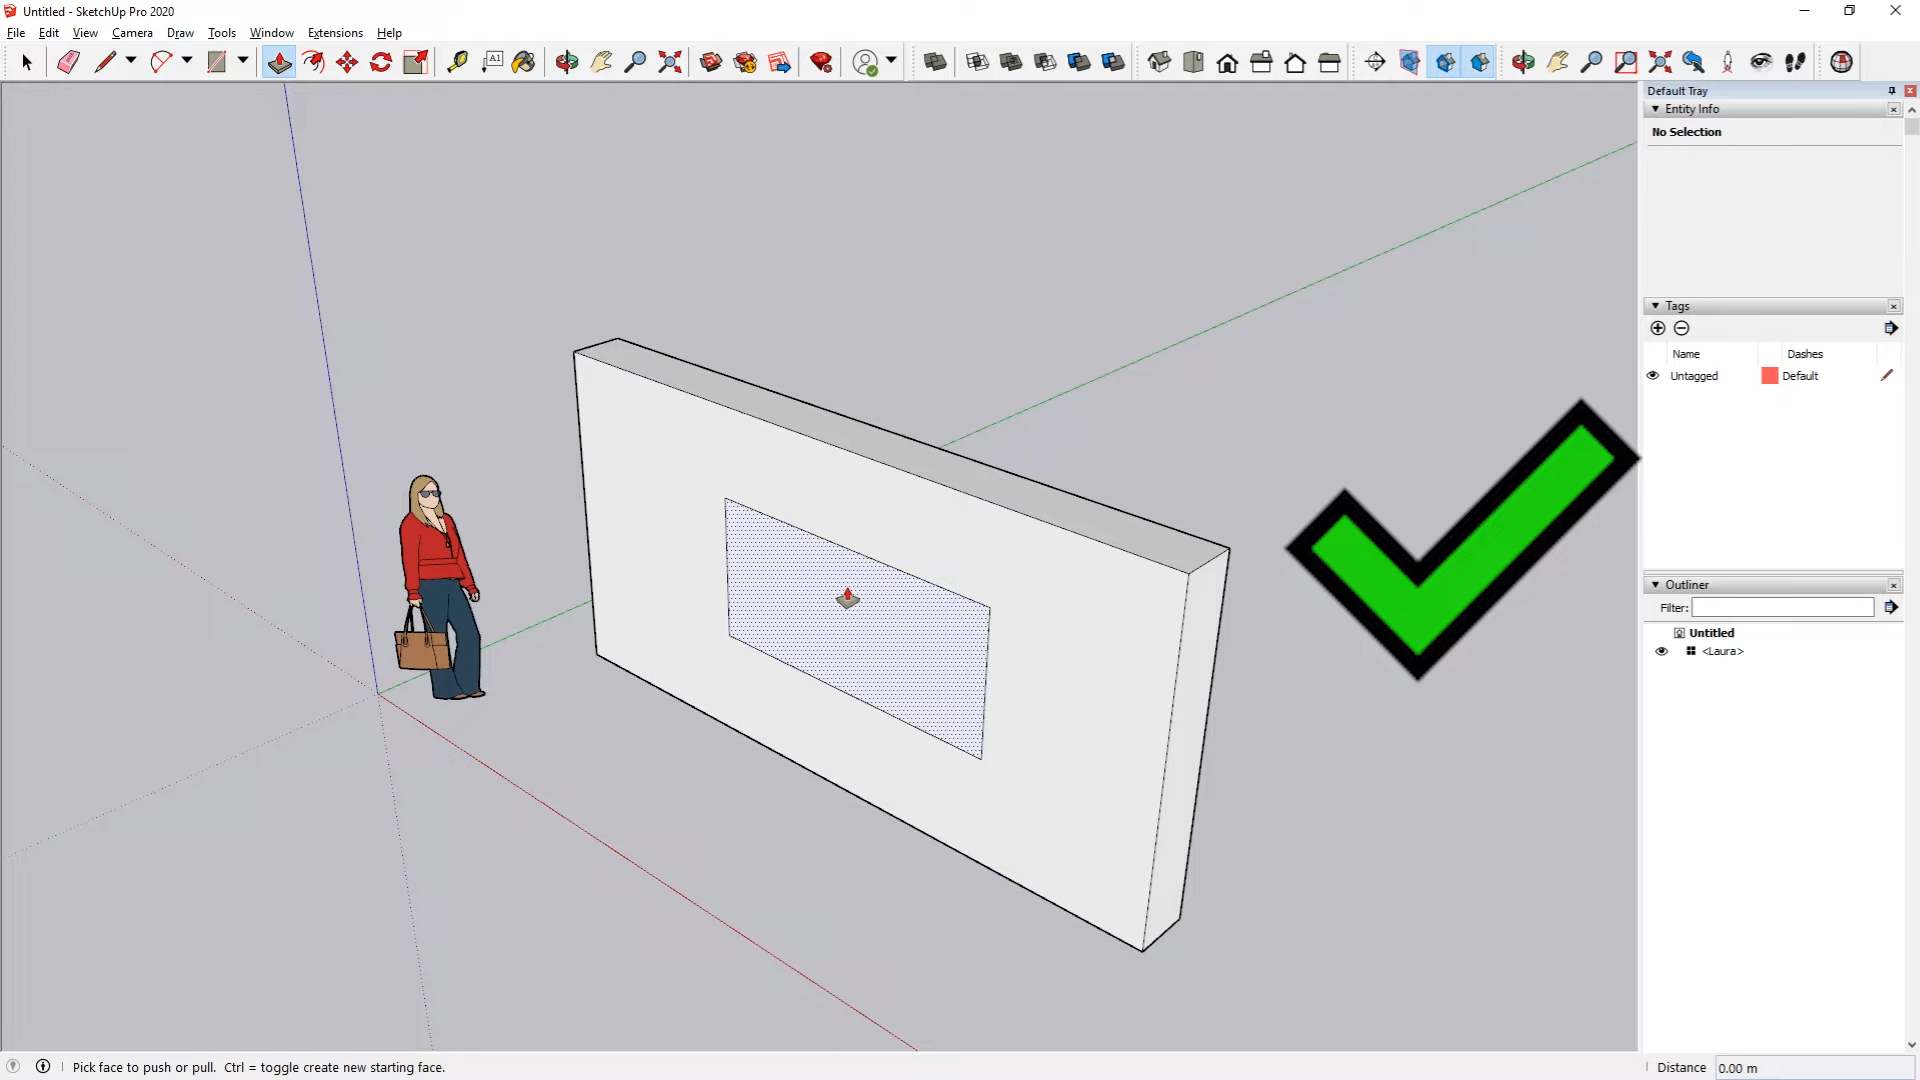 Untitled - SketchUp Pro 2020
File Edit View Camera Draw Tools Window Extensions Help
A1
Default Tray
Entity Info
No Selection
Tags
Name Dashes
Untagged Default
Outliner
Filter:
Untitled
<Laura>
Pick face to push or pull. Ctrl = toggle create new starting face.
Distance 0.00 m